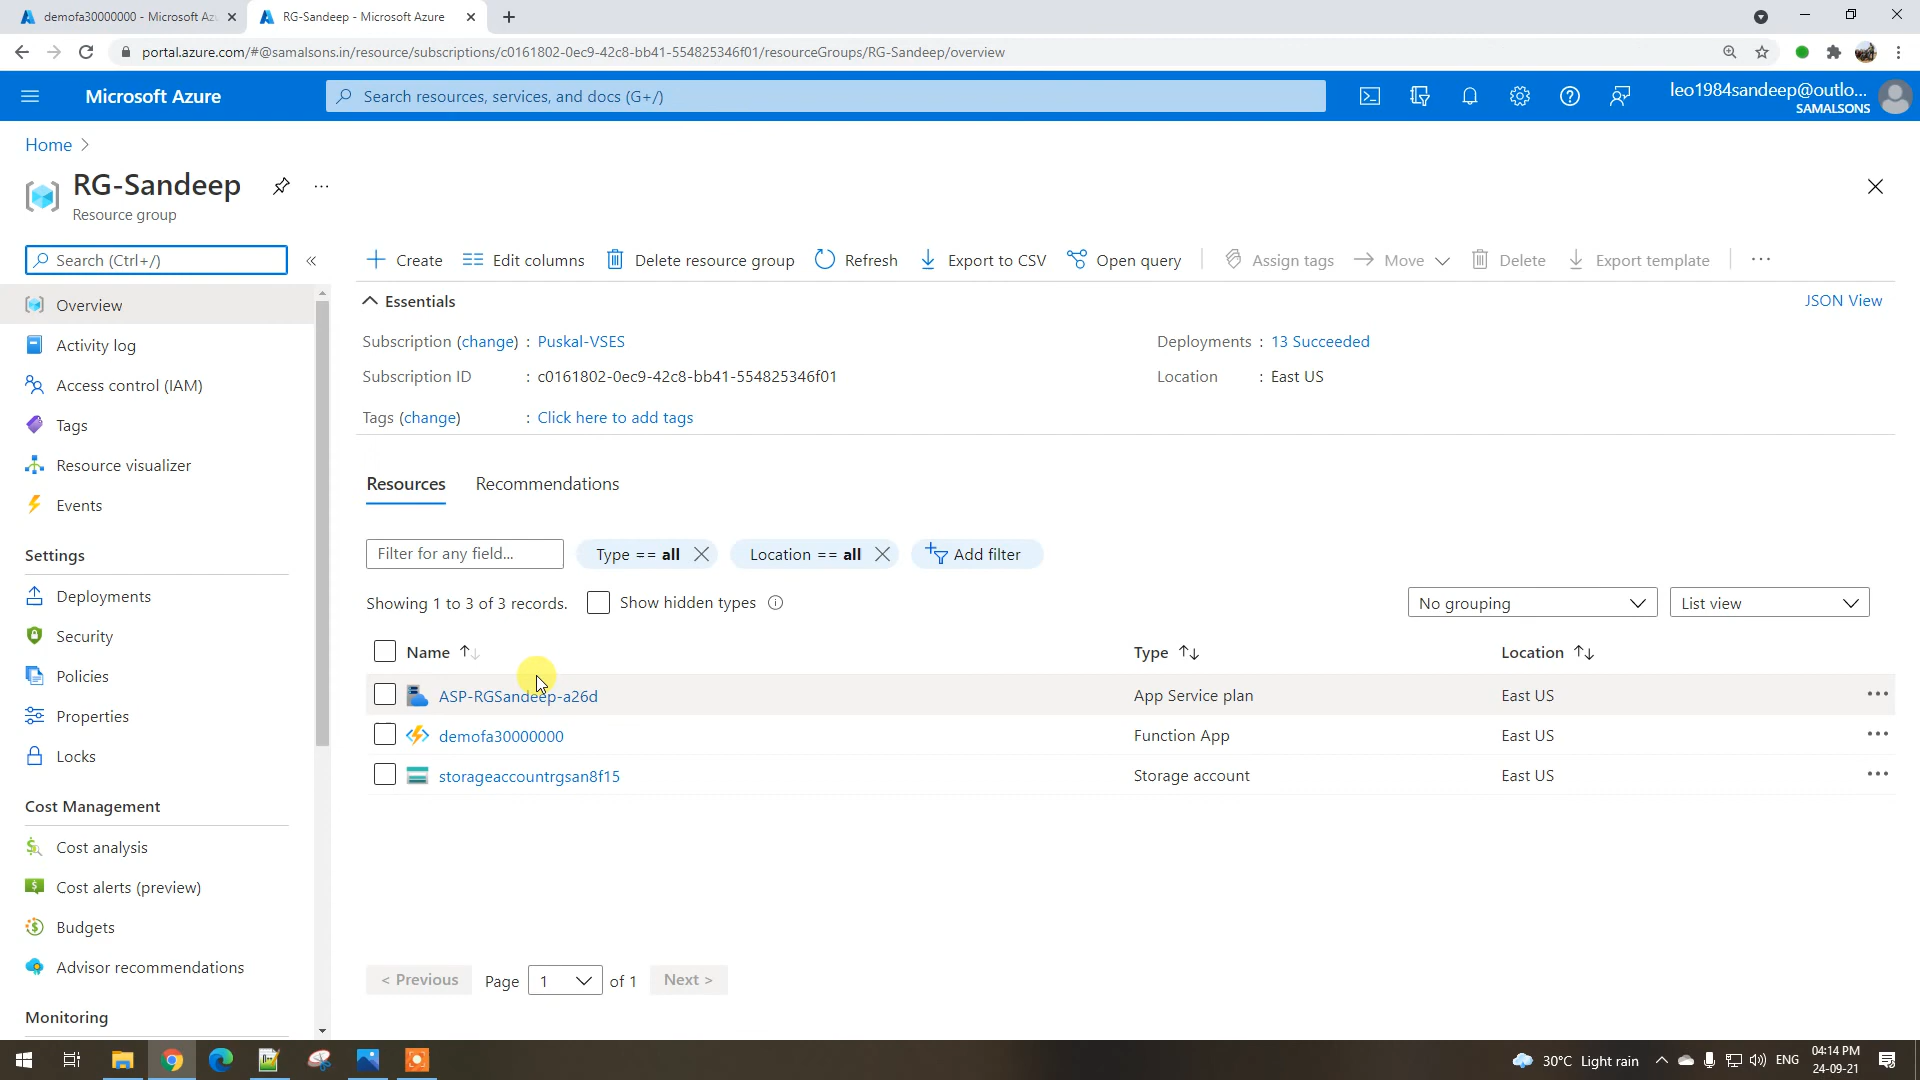 demofa30000000 - Microsoft Az
RG-Sandeep - Microsoft Azure
portal.azure.com/#@samalsons.in/resource/subscriptions/c0161802-0ec9-42c8-bb41-554825346f01/resourceGroups/RG-Sandeep/overview
Microsoft Azure
Search resources, services, and docs (G+/)
leo1984sandeep@outlo...
SAMALSONS
Home
RG-Sandeep
Resource group
Search (Ctrl+/)
Create
Edit columns
Delete resource group
Refresh
Export to CSV
Open query
Assign tags
Move
Delete
Export template
Overview
Activity log
Access control (IAM)
Tags
Resource visualizer
Events
Settings
Deployments
Security
Policies
Properties
Locks
Cost Management
Cost analysis
Cost alerts (preview)
Budgets
Advisor recommendations
Monitoring
Essentials
JSON View
Subscription (change) : Puskal-VSES
Subscription ID : c0161802-0ec9-42c8-bb41-554825346f01
Tags (change) : Click here to add tags
Deployments : 13 Succeeded
Location : East US
Resources
Recommendations
Filter for any field...
Type == all
Location == all
Add filter
Showing 1 to 3 of 3 records.
Show hidden types
No grouping
List view
Name
Type
Location
ASP-RGSandeep-a26d
App Service plan
East US
demofa30000000
Function App
East US
storageaccountrgsan8f15
Storage account
East US
< Previous
Page
1
of 1
Next >
30°C Light rain
ENG
04:14 PM
24-09-21